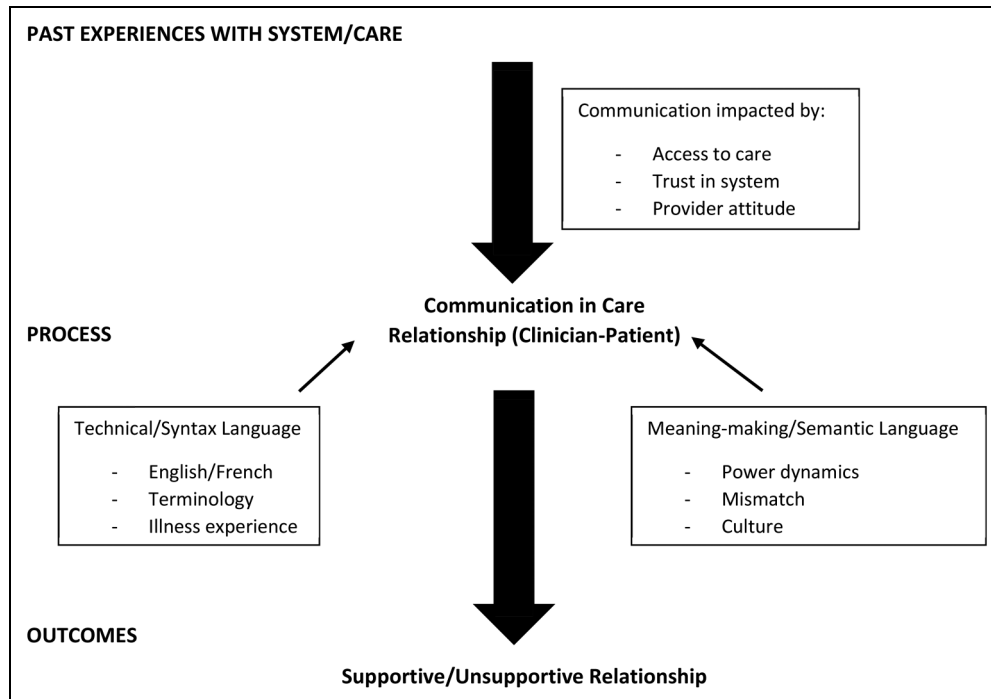 PAST EXPERIENCES WITH SYSTEM/CARE
Communication impacted by:
- Access to care
- Trust in system
- Provider attitude
Communication in Care
Relationship (Clinician-Patient)
PROCESS
Technical/Syntax Language
- English/French
- Terminology
- Illness experience
Meaning-making/Semantic Language
- Power dynamics
- Mismatch
- Culture
OUTCOMES
Supportive/Unsupportive Relationship